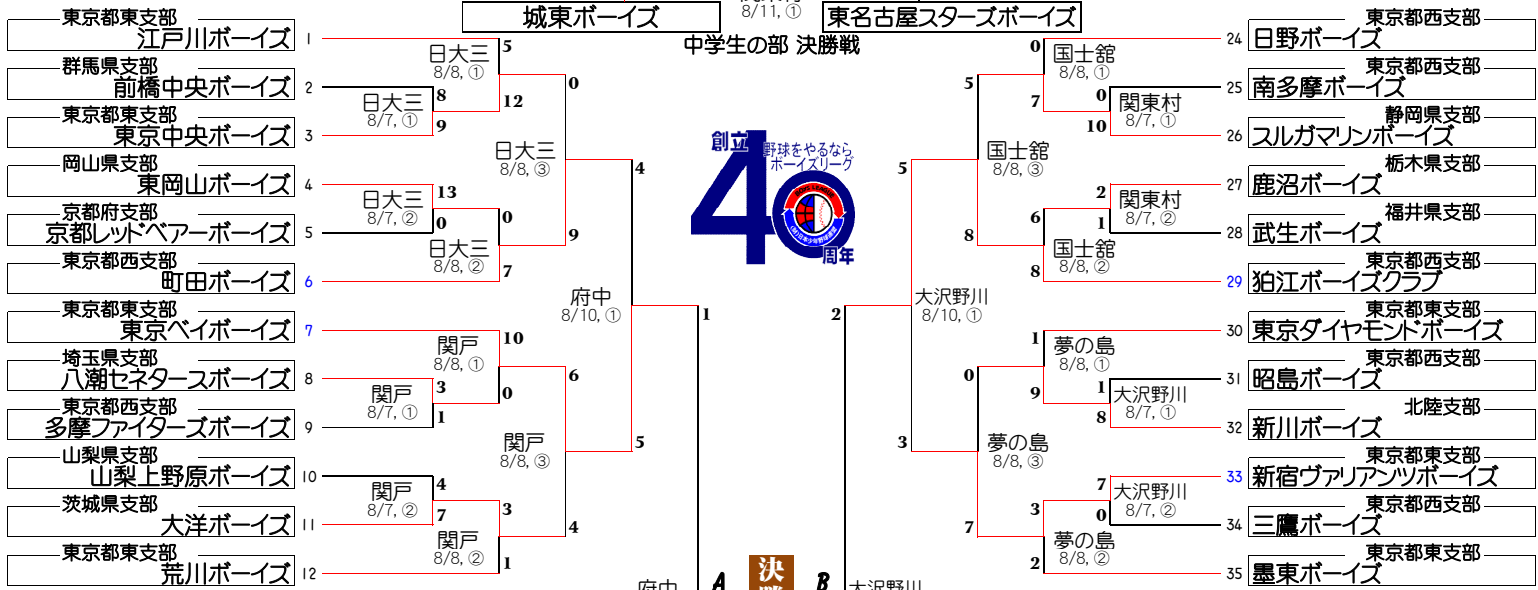 城東ボーイズ
8/11, ①
東名古屋スターズボーイズ
中学生の部 決勝戦
東京都東支部
江戸川ボーイズ 1
群馬県支部
前橋中央ボーイズ 2
東京都東支部
東京中央ボーイズ 3
岡山県支部
東岡山ボーイズ 4
京都府支部
京都レッドベアーボーイズ 5
東京都西支部
町田ボーイズ 6
東京都東支部
東京ベイボーイズ 7
埼玉県支部
八潮セネタースボーイズ 8
東京都西支部
多摩ファイターズボーイズ 9
山梨県支部
山梨上野原ボーイズ 10
茨城県支部
大洋ボーイズ 11
東京都東支部
荒川ボーイズ 12
日大三
8/8, ①
5
12
日大三
8/7, ①
8
9
日大三
8/7, ②
13
0
日大三
8/8, ②
0
7
日大三
8/8, ③
0
9
関戸
8/8, ①
10
0
関戸
8/7, ①
3
1
関戸
8/7, ②
4
7
関戸
8/8, ②
3
1
関戸
8/8, ③
6
4
府中
8/10, ①
4
5
1
創立
40
周年
野球をやるなら
ボーイズリーグ
BOYS LEAGUE
(財)日本少年野球連盟
決
府中
A
B
大沢野川
2
大沢野川
8/10, ①
5
3
国士舘
8/8, ③
5
8
国士舘
8/8, ①
0
7
関東村
8/7, ①
0
10
関東村
8/7, ②
2
1
国士舘
8/8, ②
6
8
夢の島
8/8, ①
1
9
大沢野川
8/7, ①
1
8
夢の島
8/8, ③
0
7
大沢野川
8/7, ②
7
0
夢の島
8/8, ②
3
2
東京都西支部
24 日野ボーイズ
東京都西支部
25 南多摩ボーイズ
静岡県支部
26 スルガマリンボーイズ
栃木県支部
27 鹿沼ボーイズ
福井県支部
28 武生ボーイズ
東京都西支部
29 狛江ボーイズクラブ
東京都東支部
30 東京ダイヤモンドボーイズ
東京都西支部
31 昭島ボーイズ
北陸支部
32 新川ボーイズ
東京都東支部
33 新宿ヴァリアンツボーイズ
東京都西支部
34 三鷹ボーイズ
東京都東支部
35 墨東ボーイズ